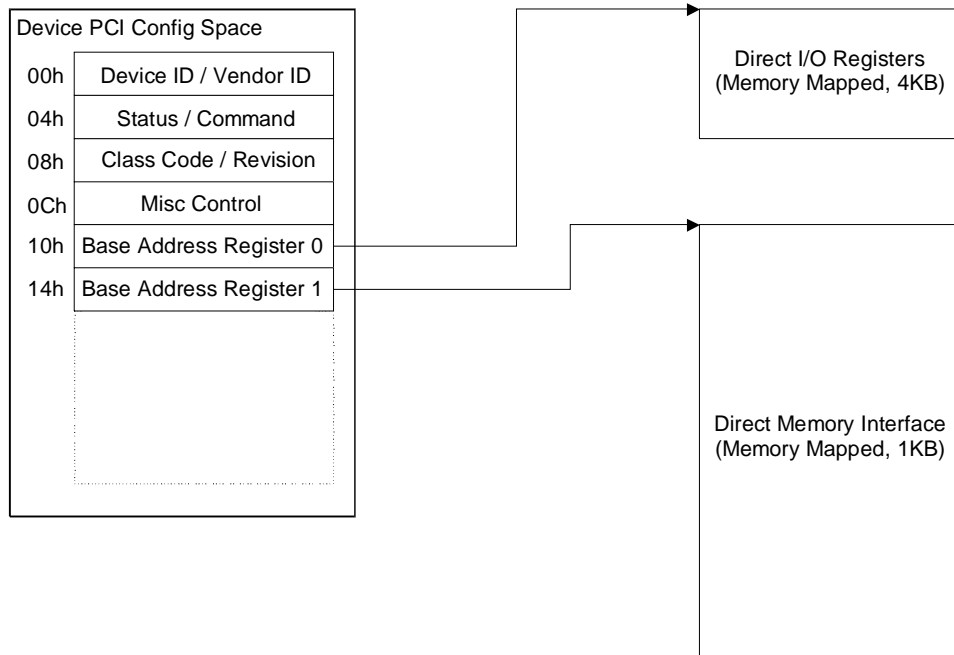 Device PCI Config Space
00h Device ID / Vendor ID
04h Status / Command
08h Class Code / Revision
0Ch Misc Control
10h Base Address Register 0
14h Base Address Register 1
Direct I/O Registers
(Memory Mapped, 4KB)
Direct Memory Interface
(Memory Mapped, 1KB)